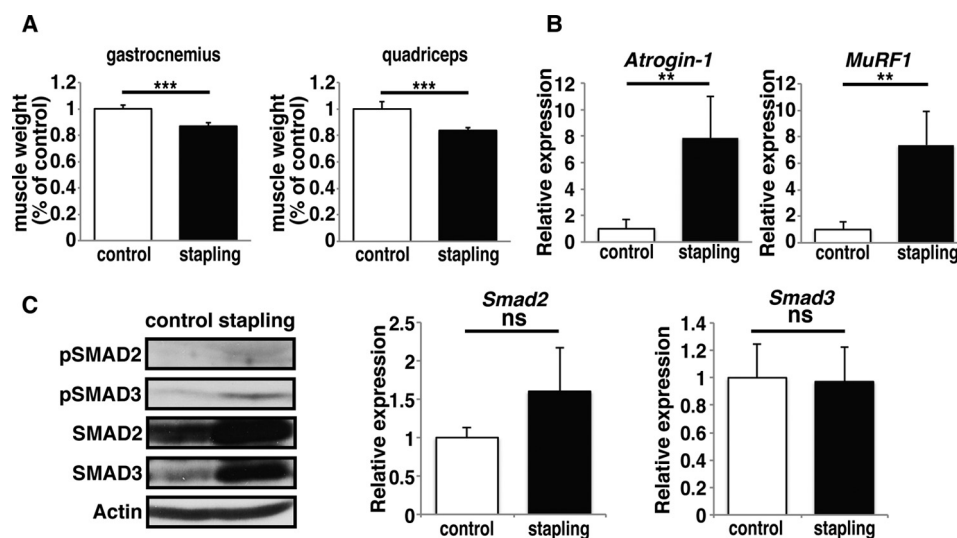 A
gastrocnemius
muscle weight
(% of control)
1.2
1
0.8
0.6
0.4
0.2
0
***
control stapling
quadriceps
muscle weight
(% of control)
1.2
1
0.8
0.6
0.4
0.2
0
***
control stapling
B
Atrogin-1
Relative expression
12
10
8
6
4
2
0
**
control stapling
MuRF1
Relative expression
12
10
8
6
4
2
0
**
control stapling
C
control stapling
pSMAD2
pSMAD3
SMAD2
SMAD3
Actin
Smad2
ns
Relative expression
2.5
2
1.5
1
0.5
0
control stapling
Smad3
ns
Relative expression
1.4
1.2
1
0.8
0.6
0.4
0.2
0
control stapling